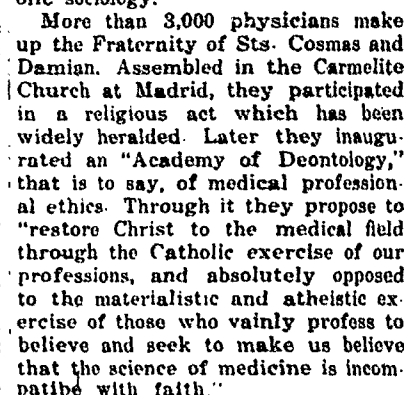 olic sociology.
More than 3,000 physicians make
up the Fraternity of Sts. Cosmas and
Damian. Assembled in the Carmelite
Church at Madrid, they participated
in a religious act which has been
widely heralded. Later they inaugu-
rated an "Academy of Deontology,"
that is to say, of medical profession-
al ethics. Through it they propose to
"restore Christ to the medical field
through the Catholic exercise of our
professions, and absolutely opposed
to the materialistic and atheistic ex-
ercise of those who vainly profess to
believe and seek to make us believe
that the science of medicine is incom-
patibe with faith."